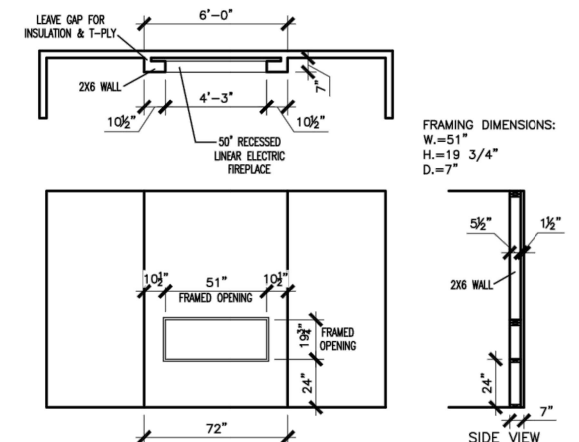 6'-0"
LEAVE GAP FOR
INSULATION & T-PLY
2X6 WALL
7"
4'-3"
10½"
10½"
50' RECESSED
LINEAR ELECTRIC
FIREPLACE
FRAMING DIMENSIONS:
W.=51"
H.=19 3/4"
D.=7"
5½"
1½"
2X6 WALL
10½"
51"
10½"
FRAMED OPENING
19¾"
FRAMED
OPENING
24"
24"
72"
7"
SIDE VIEW